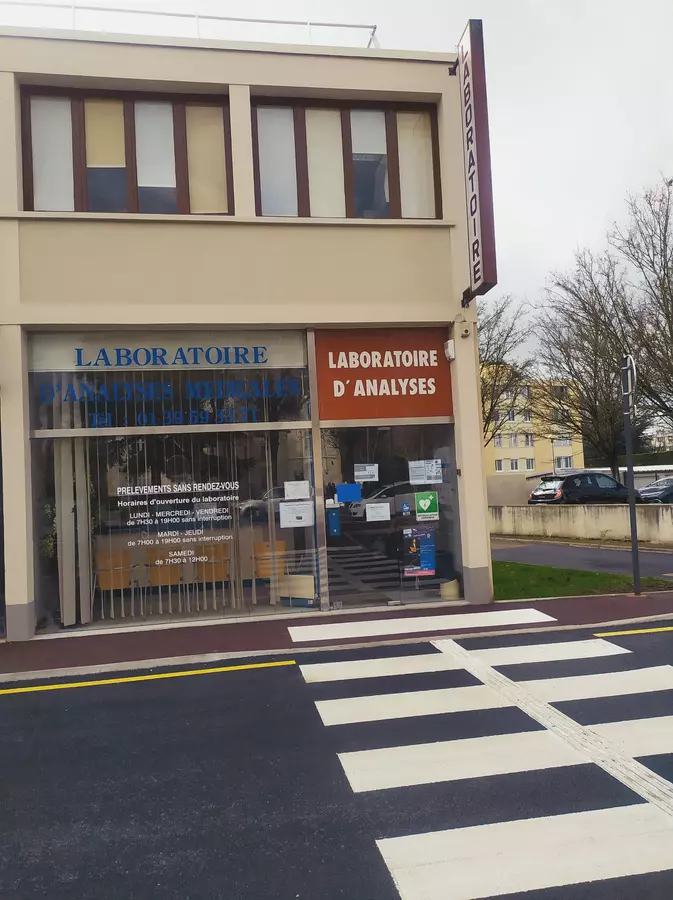 LABORATOIRE
LABORATOIRE
D'ANALYSES MEDICALES
LABORATOIRE
D'ANALYSES
PRELEVEMENTS SANS RENDEZ-VOUS
Horaires d'ouverture du laboratoire
LUNDI - MERCREDI - VENDREDI
de 7H30 à 19H00 sans interruption
MARDI - JEUDI
de 7H00 à 19H00 sans interruption
SAMEDI
de 7H30 à 12H00